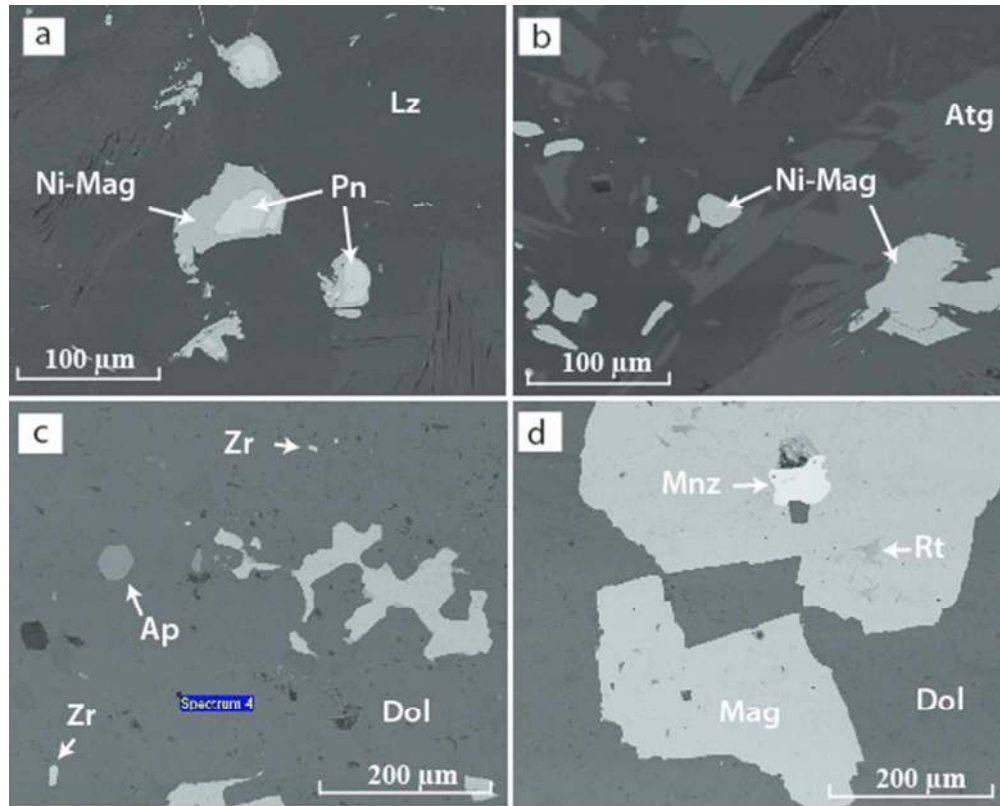 a
Lz
Ni-Mag
Pn
100 µm
b
Atg
Ni-Mag
100 µm
c
Zr
Ap
Zr
Spectrum 4
Dol
200 µm
d
Mnz
Rt
Mag
Dol
200 µm